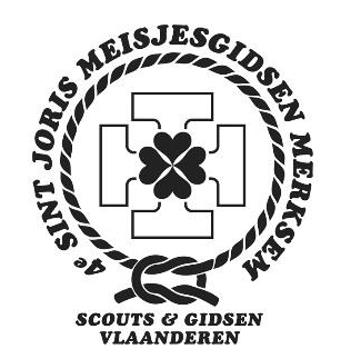 4e SINT JORIS MEISJESGIDSEN MERKSEM
SCOUTS & GIDSEN
VLAANDEREN